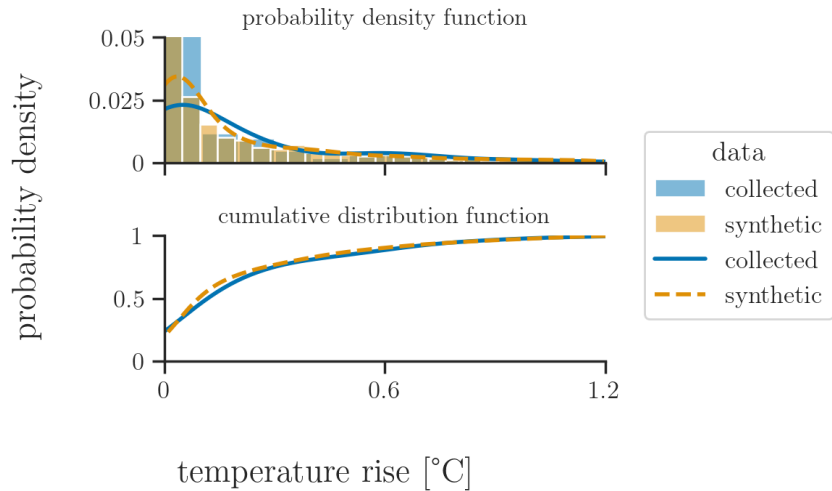 probability density function
0.05
0.025
0
probability density
cumulative distribution function
1
0.5
0
0
0.6
1.2
temperature rise [°C]
data
collected
synthetic
collected
synthetic